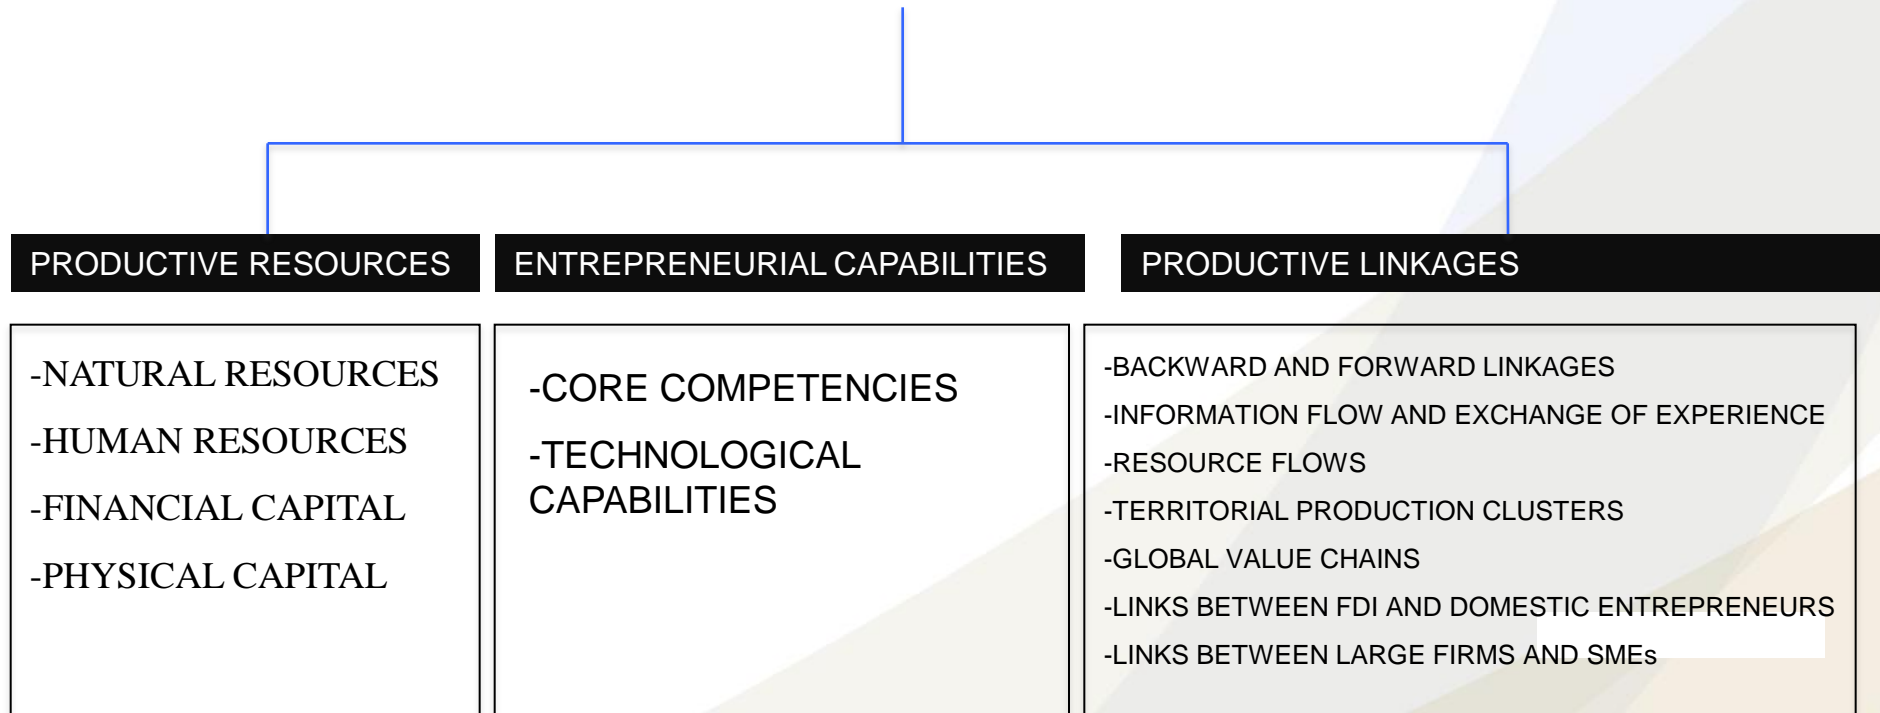 PRODUCTIVE RESOURCES
ENTREPRENEURIAL CAPABILITIES
PRODUCTIVE LINKAGES
-NATURAL RESOURCES
-HUMAN RESOURCES
-FINANCIAL CAPITAL
-PHYSICAL CAPITAL
-CORE COMPETENCIES
-TECHNOLOGICAL
CAPABILITIES
-BACKWARD AND FORWARD LINKAGES
-INFORMATION FLOW AND EXCHANGE OF EXPERIENCE
-RESOURCE FLOWS
-TERRITORIAL PRODUCTION CLUSTERS
-GLOBAL VALUE CHAINS
-LINKS BETWEEN FDI AND DOMESTIC ENTREPRENEURS
-LINKS BETWEEN LARGE FIRMS AND SMEs